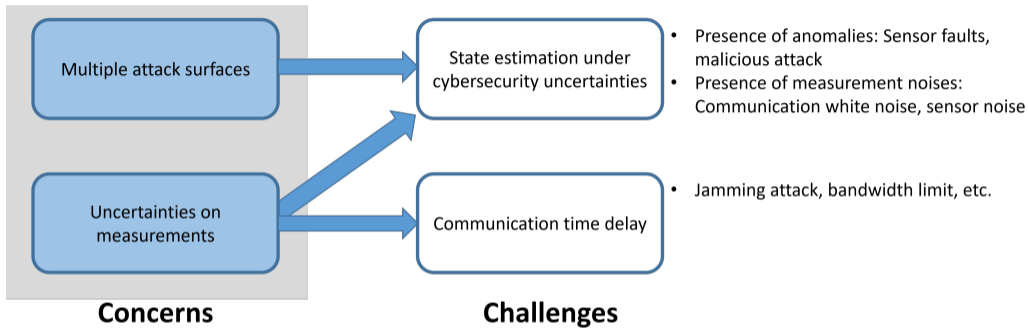 Multiple attack surfaces
State estimation under
cybersecurity uncertainties
• Presence of anomalies: Sensor faults,
malicious attack
• Presence of measurement noises:
Communication white noise, sensor noise
Uncertainties on
measurements
Communication time delay
• Jamming attack, bandwidth limit, etc.
Concerns
Challenges